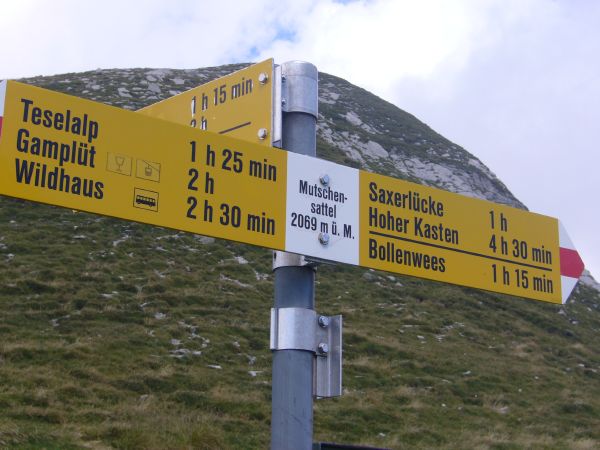 1 h 15 min
Teselalp 1 h 25 min
Gamplüt 2 h
Wildhaus 2 h 30 min
Mutschen-
sattel
2069 m ü. M.
Saxerlücke 1 h
Hoher Kasten 4 h 30 min
Bollenwees 1 h 15 min